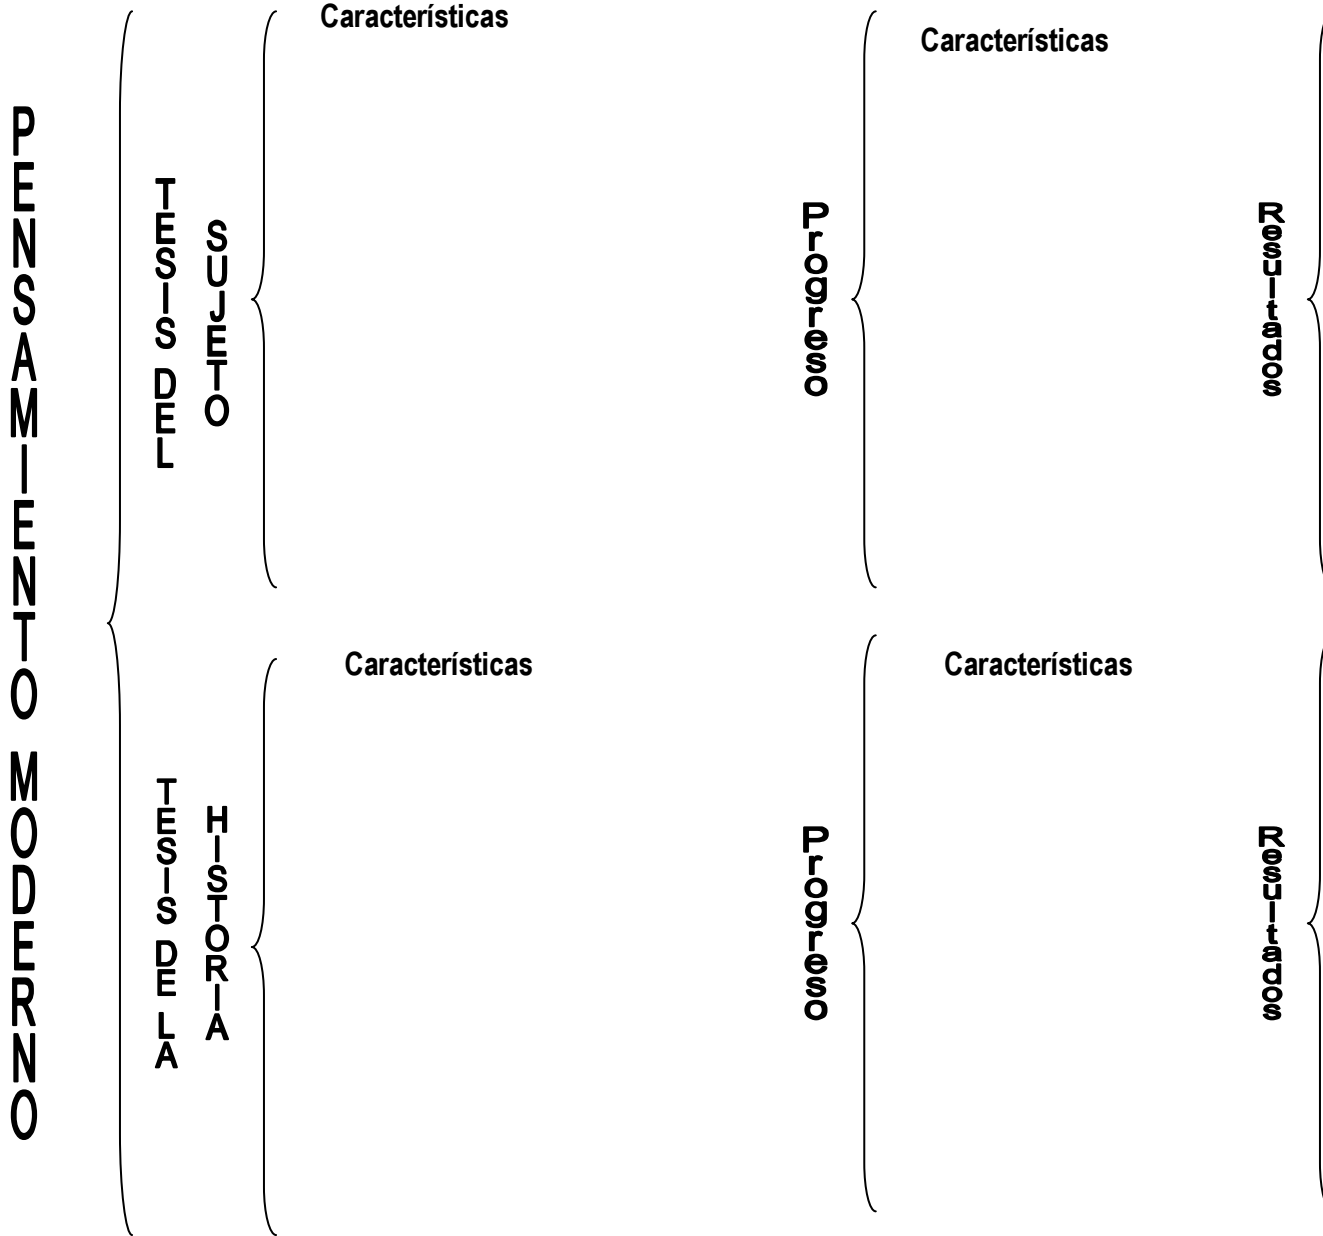 PENSAMIENTO MODERNO
TESIS DEL
SUJETO
Características
Progreso
Características
Resultados
TESIS DE LA
HISTORIA
Características
Progreso
Características
Resultados